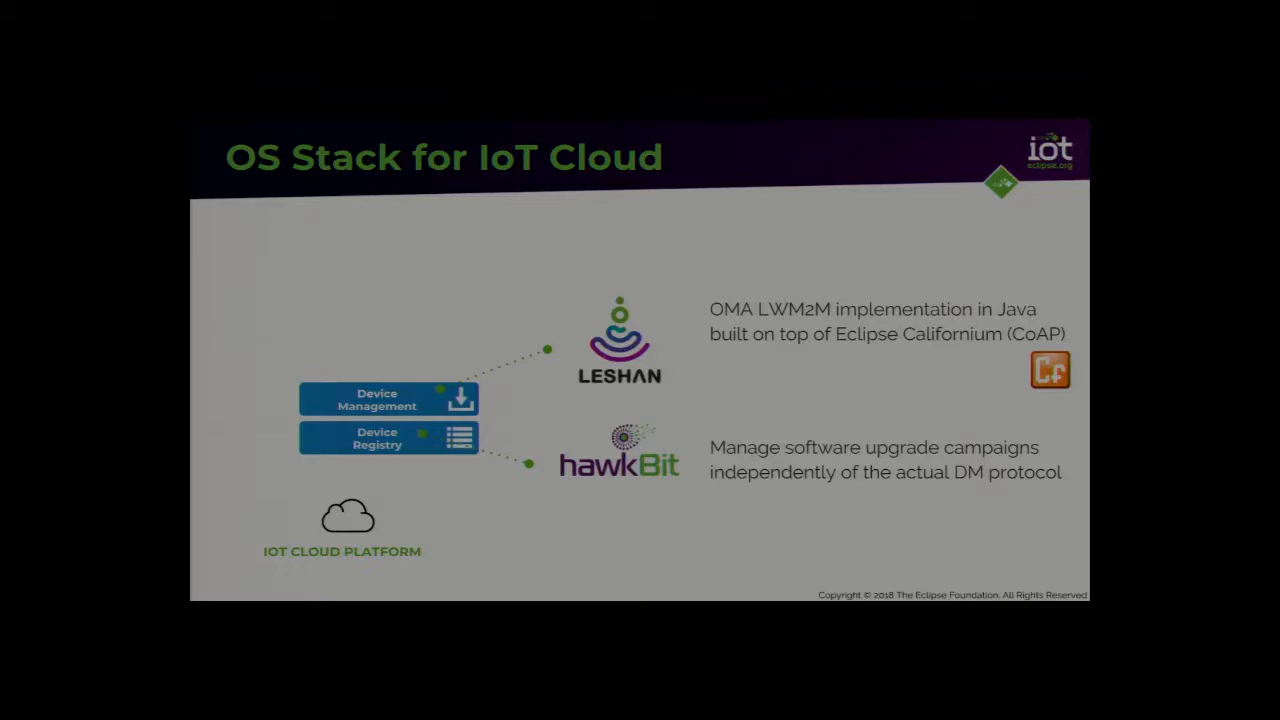 OS Stack for IoT Cloud
iot
eclipse.org
OMA LWM2M implementation in Java
built on top of Eclipse Californium (CoAP)
Cf
LESHAN
Device
Management
Device
Registry
hawkBit
Manage software upgrade campaigns
independently of the actual DM protocol
IOT CLOUD PLATFORM
Copyright © 2018 The Eclipse Foundation. All Rights Reserved